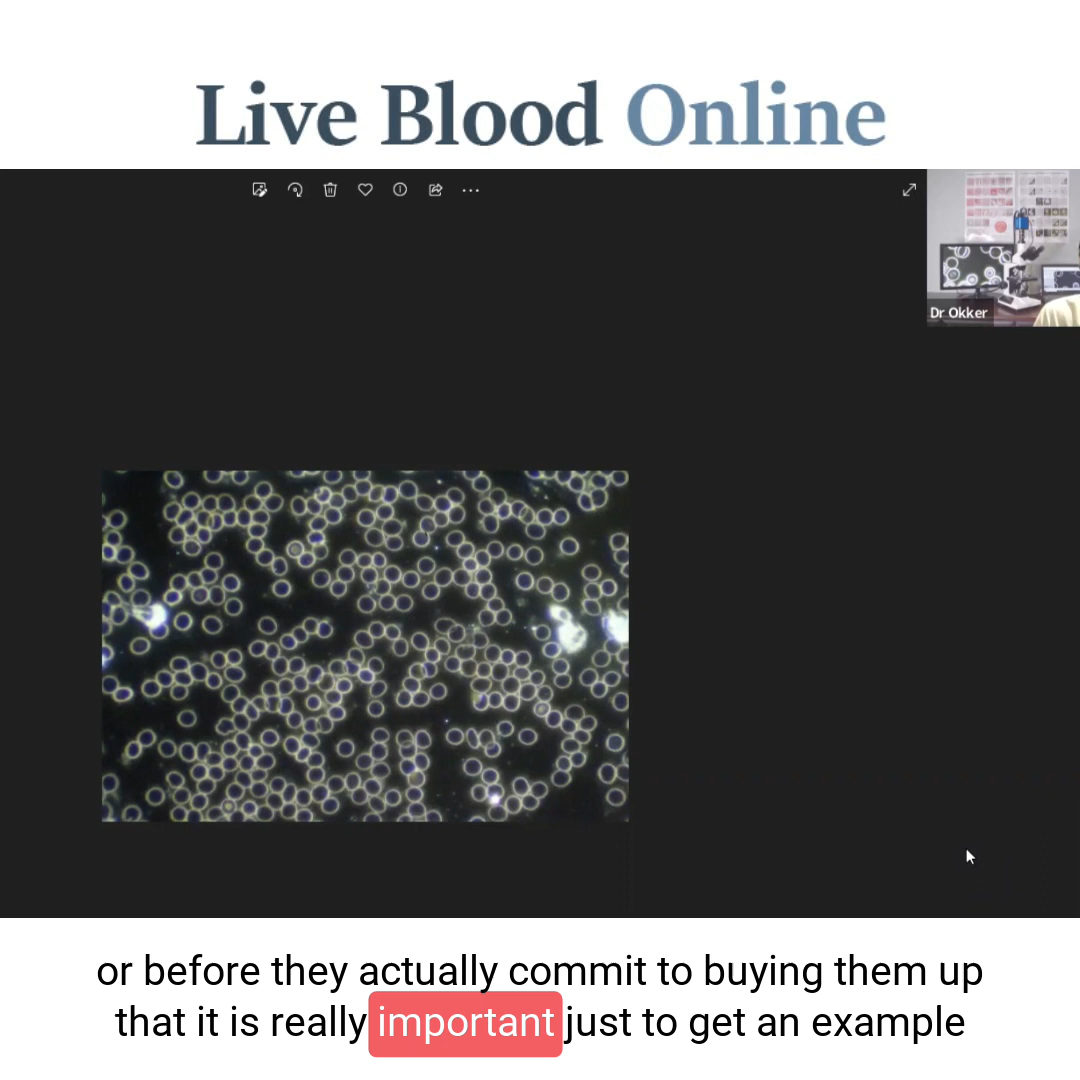 Live Blood Online
Dr Okker
or before they actually commit to buying them up
that it is really important just to get an example